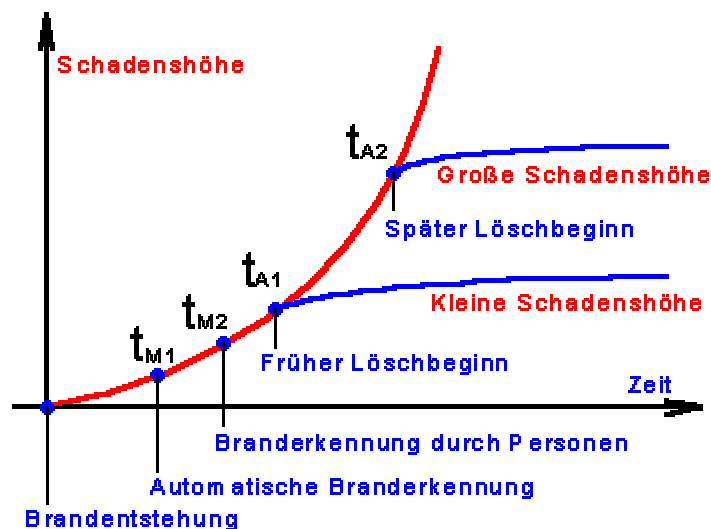 Schadenshöhe
tA2
Große Schadenshöhe
Später Löschbeginn
tA1
Kleine Schadenshöhe
tM2
tM1
Früher Löschbeginn
Zeit
Branderkennung durch Personen
Automatische Branderkennung
Brandentstehung